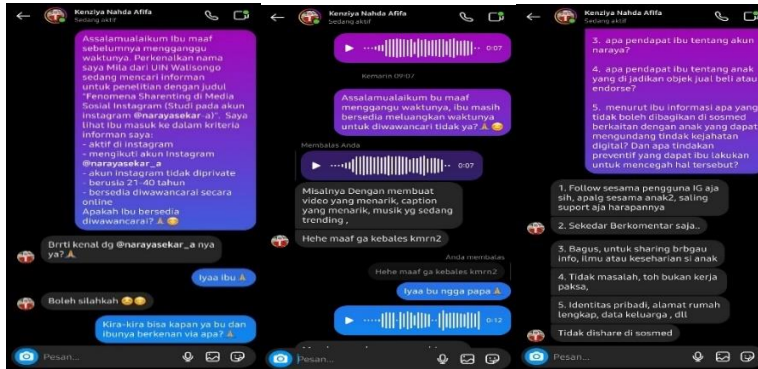 Kenziya Nahda Afifa
Sedang aktif
Assalamualaikum Ibu maaf
sebelumnya mengganggu
waktunya. Perkenalkan nama
saya Mila dari UIN Walisongo
sedang mencari informan
untuk penelitian dengan judul
"Fenomena Sharenting di Media
Sosial Instagram (Studi pada akun
instagram @narayasekar-a)". Saya
lihat Ibu masuk ke dalam kriteria
informan saya:
- aktif di instagram
- mengikuti akun Instagram
@narayasekar_a
- akun instagram tidak diprivate
- berusia 21-40 tahun
- bersedia diwawancarai secara
online
Apakah Ibu bersedia
diwawancarai?
Brrti kenal dg @narayasekar_a nya
ya?
Iyaa Ibu
Boleh silahkah
Kira-kira bisa kapan ya bu dan
ibunya berkenan via apa?
Pesan...
Kenziya Nahda Afifa
Sedang aktif
0:07
Kemarin 09:07
Assalamualaikum bu maaf
mengganggu waktunya, ibu masih
bersedia meluangkan waktunya
untuk diwawancari tidak ya?
Membalas Anda
0:07
Misalnya Dengan membuat
video yang menarik, caption
yang menarik, musik yg sedang
trending ,
Hehe maaf ga kebales kmrn2
Anda membalas
Hehe maaf ga kebales kmrn2
Iyaa bu ngga papa
0:12
Pesan...
Kenziya Nahda Afifa
Sedang aktif
3. apa pendapat ibu tentang akun
naraya?
4. apa pendapat ibu tentang anak
yang di jadikan objek jual beli atau
endorse?
5. menurut ibu informasi apa yang
tidak boleh dibagikan di sosmed
berkaitan dengan anak yang dapat
mengundang tindak kejahatan
digital? Dan apa tindakan
preventif yang dapat ibu lakukan
untuk mencegah hal tersebut?
1. Follow sesama pengguna IG aja
sih, apalg sesama anak2, saling
suport aja harapannya
2. Sekedar Berkomentar saja..
3. Bagus, untuk sharing brbgau
info, ilmu atau keseharian si anak
4. Tidak masalah, toh bukan kerja
paksa,
5. Identitas pribadi, alamat rumah
lengkap, data keluarga , dll
Tidak dishare di sosmed
Pesan...